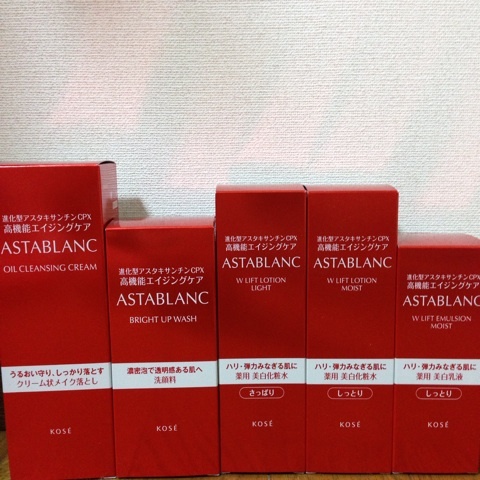 進化型アスタキサンチンCPX
高機能エイジングケア
ASTABLANC
OIL CLEANSING CREAM
うるおい守り、しっかり落とす
クリーム状メイク落とし
KOSÉ
進化型アスタキサンチンCPX
高機能エイジングケア
ASTABLANC
BRIGHT UP WASH
濃密泡で透明感ある肌へ
洗顔料
KOSÉ
進化型アスタキサンチンCPX
高機能エイジングケア
ASTABLANC
W LIFT LOTION
LIGHT
ハリ・弾力みなぎる肌に
薬用 美白化粧水
さっぱり
KOSÉ
進化型アスタキサンチンCPX
高機能エイジングケア
ASTABLANC
W LIFT LOTION
MOIST
ハリ・弾力みなぎる肌に
薬用 美白化粧水
しっとり
KOSÉ
進化型アスタキサンチンCPX
高機能エイジングケア
ASTABLANC
W LIFT EMULSION
MOIST
ハリ・弾力みなぎる肌に
薬用 美白乳液
しっとり
KOSÉ